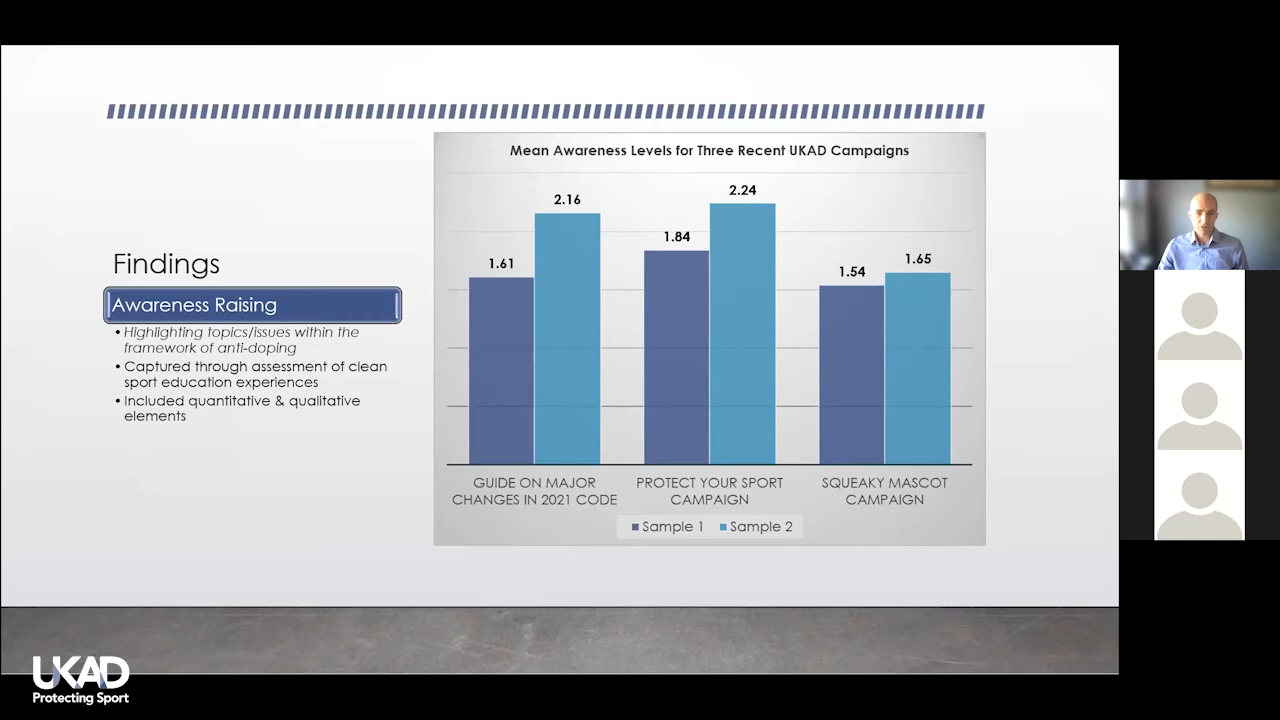 Findings
Awareness Raising
• Highlighting topics/issues within the
framework of anti-doping
• Captured through assessment of clean
sport education experiences
• Included quantitative & qualitative
elements
Mean Awareness Levels for Three Recent UKAD Campaigns
1.61
2.16
1.84
2.24
1.54
1.65
GUIDE ON MAJOR
CHANGES IN 2021 CODE
PROTECT YOUR SPORT
CAMPAIGN
SQUEAKY MASCOT
CAMPAIGN
Sample 1
Sample 2
UKAD
Protecting Sport